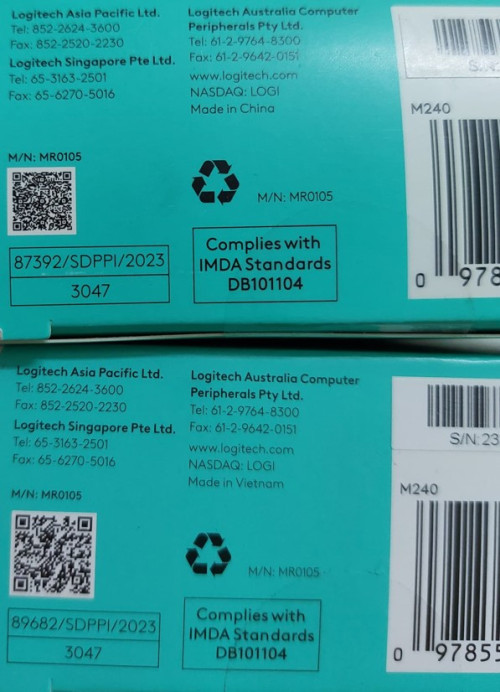 Logitech Asia Pacific Ltd.
Tel: 852-2624-3600
Fax: 852-2520-2230
Logitech Singapore Pte Ltd.
Tel: 65-3163-2501
Fax: 65-6270-5016
Logitech Australia Computer
Peripherals Pty Ltd.
Tel: 61-2-9764-8300
Fax: 61-2-9642-0151
www.logitech.com
NASDAQ: LOGI
Made in China
M/N: MR0105
M/N: MR0105
87392/SDPPI/2023
3047
Complies with
IMDA Standards
DB101104
M240
0 978
Logitech Asia Pacific Ltd.
Tel: 852-2624-3600
Fax: 852-2520-2230
Logitech Singapore Pte Ltd.
Tel: 65-3163-2501
Fax: 65-6270-5016
Logitech Australia Computer
Peripherals Pty Ltd.
Tel: 61-2-9764-8300
Fax: 61-2-9642-0151
www.logitech.com
NASDAQ: LOGI
Made in Vietnam
M/N: MR0105
M/N: MR0105
89682/SDPPI/2023
3047
Complies with
IMDA Standards
DB101104
S/N: 23
M240
0 97855